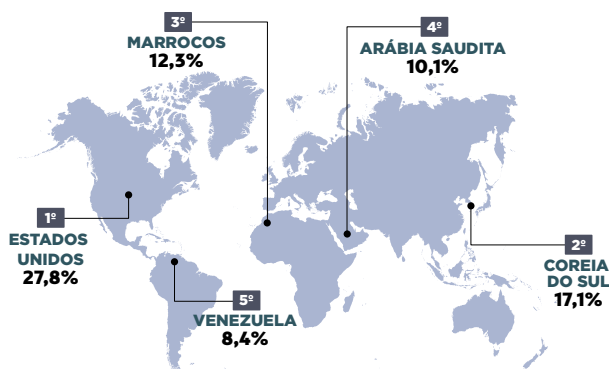 3º
MARROCOS
12,3%
4º
ARÁBIA SAUDITA
10,1%
1º
ESTADOS
UNIDOS
27,8%
2º
COREIA
DO SUL
17,1%
5º
VENEZUELA
8,4%